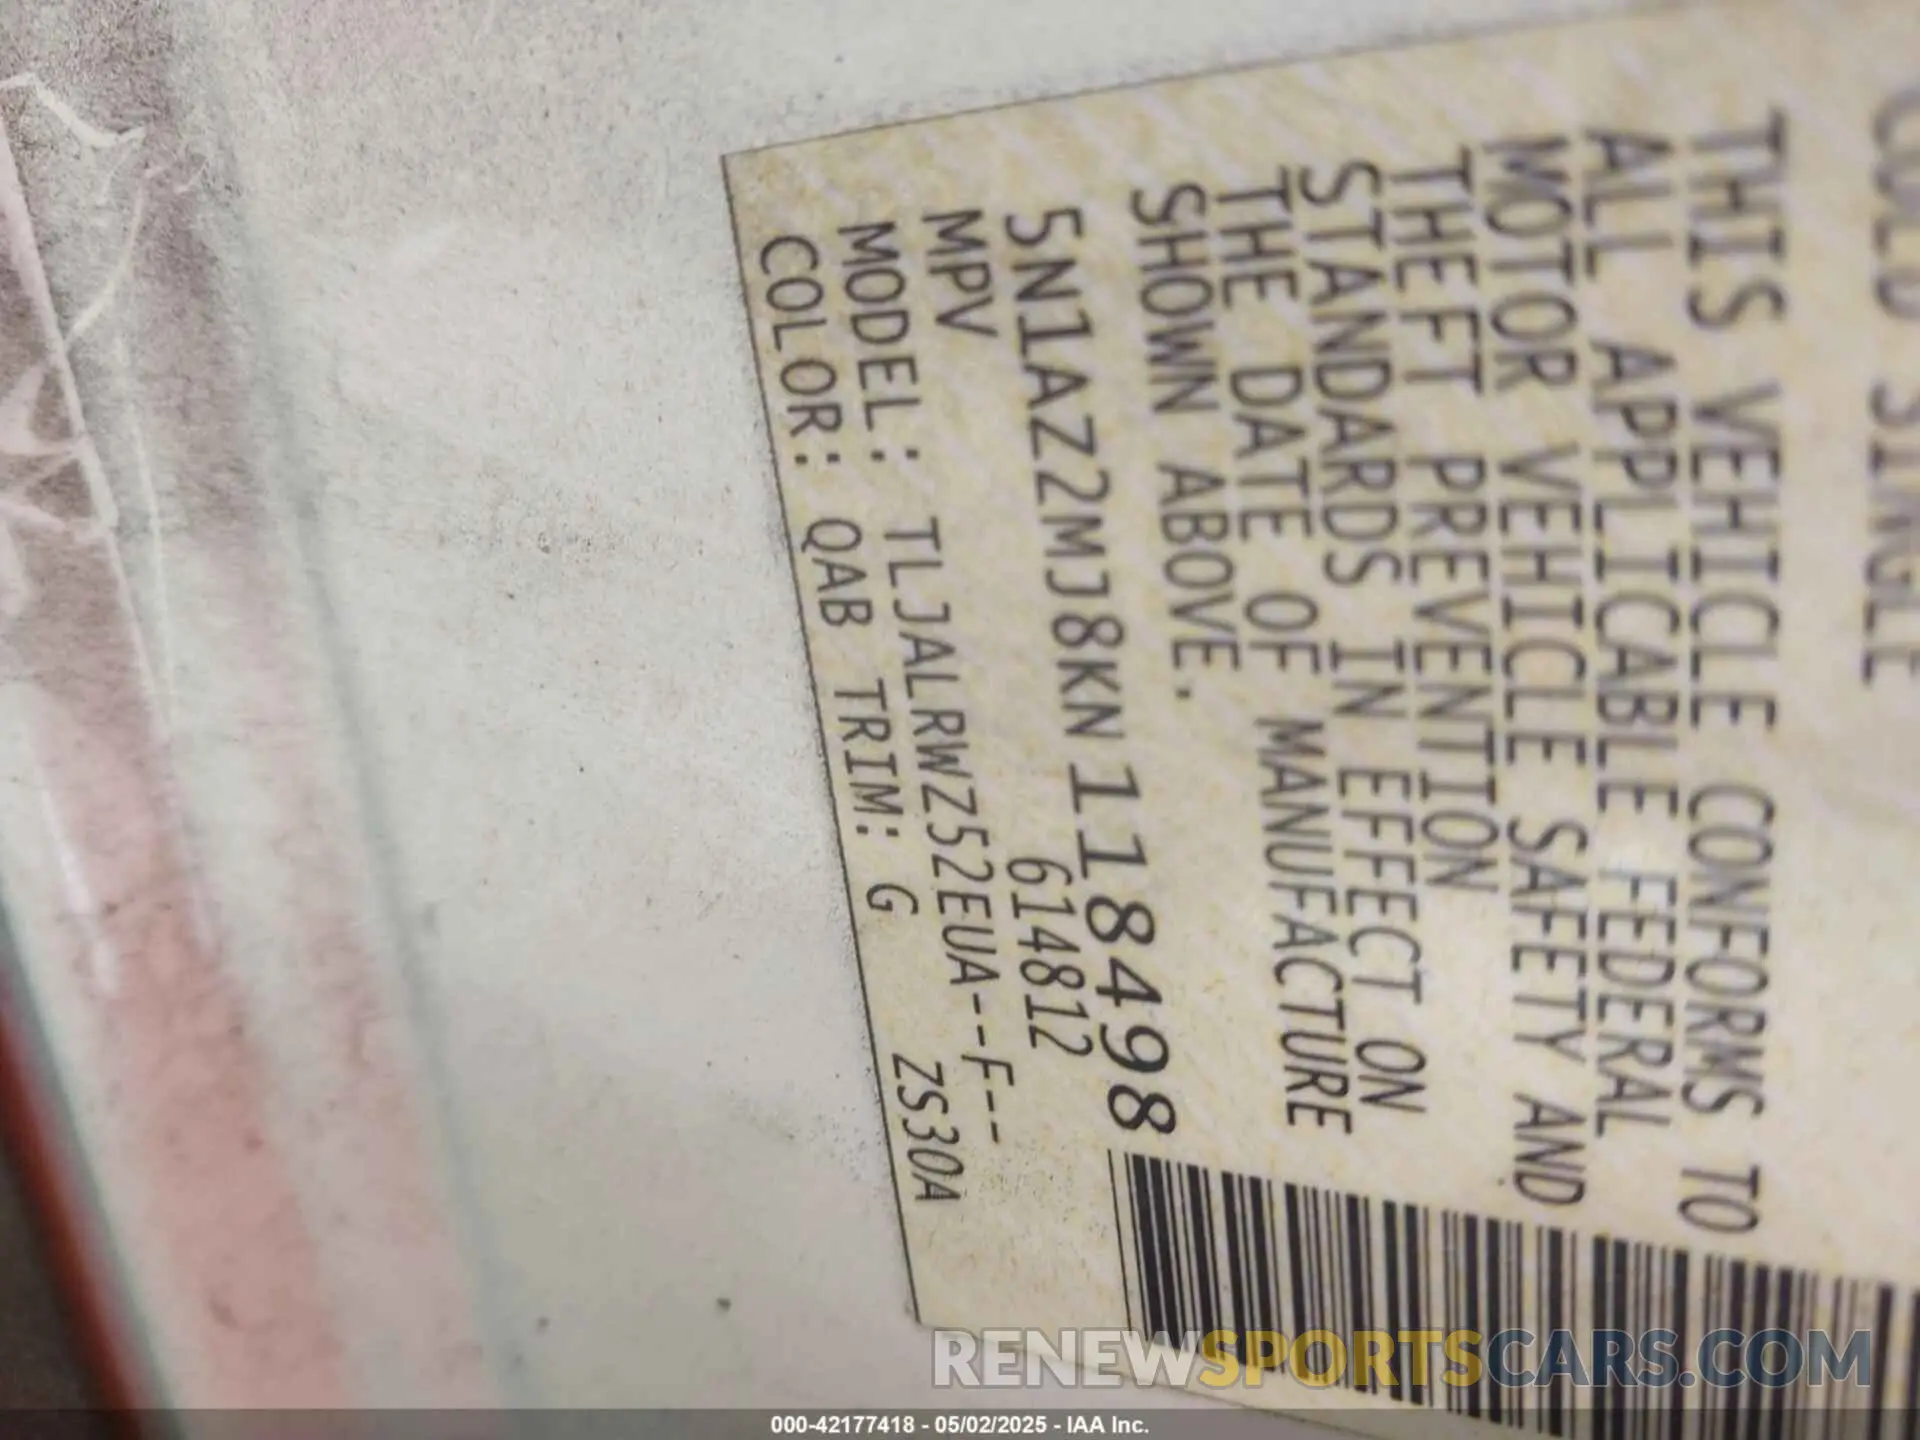 COLD SINGLE
THIS VEHICLE CONFORMS TO
ALL APPLICABLE FEDERAL
MOTOR VEHICLE SAFETY AND
THEFT PREVENTION
STANDARDS IN EFFECT ON
THE DATE OF MANUFACTURE
SHOWN ABOVE.
5N1AZ2MJ8KN118498
MPV 614812
MODEL: TLJALRWZ52EUA--F---
COLOR: QAB TRIM: G ZS30A
RENEWSPORTSCARS.COM
000-42177418 - 05/02/2025 - IAA Inc.